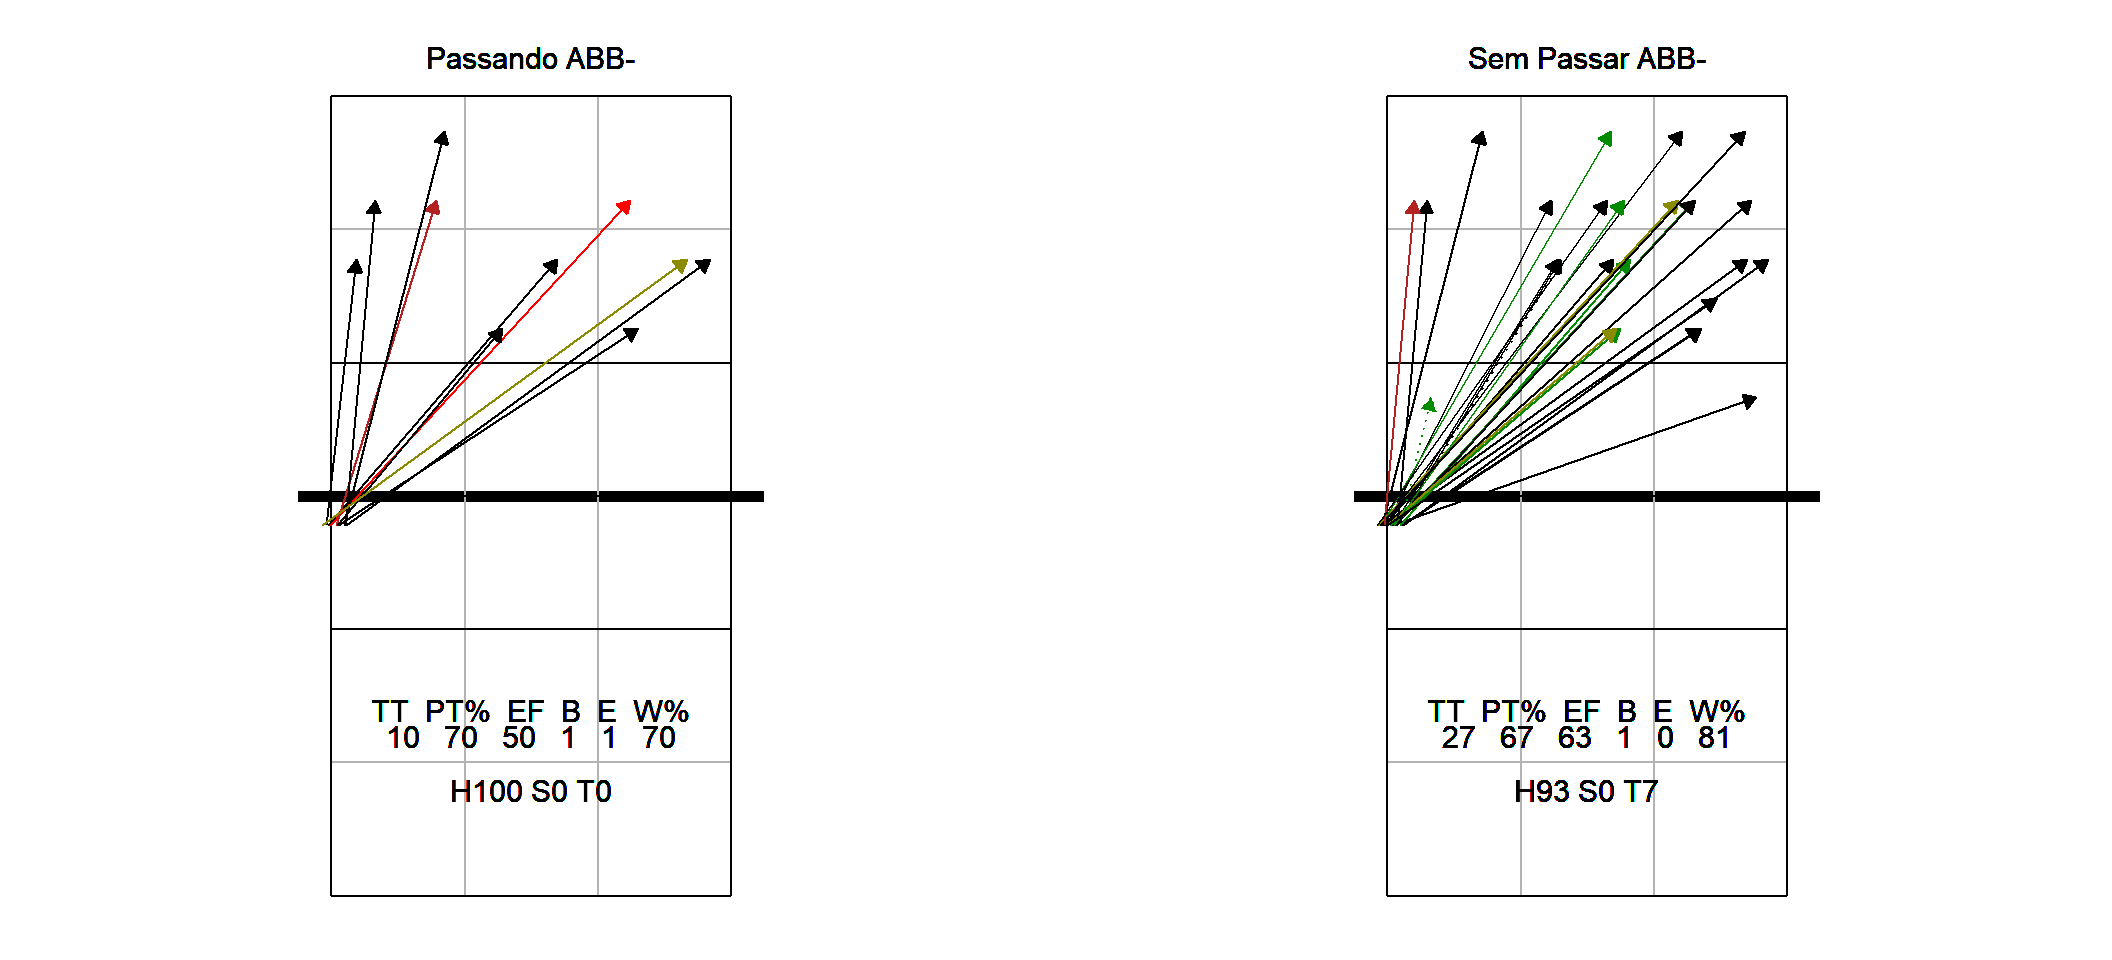 Passando ABB-
TT PT% EF B E W%
10 70 50 1 1 70
H100 S0 T0
Sem Passar ABB-
TT PT% EF B E W%
27 67 63 1 0 81
H93 S0 T7